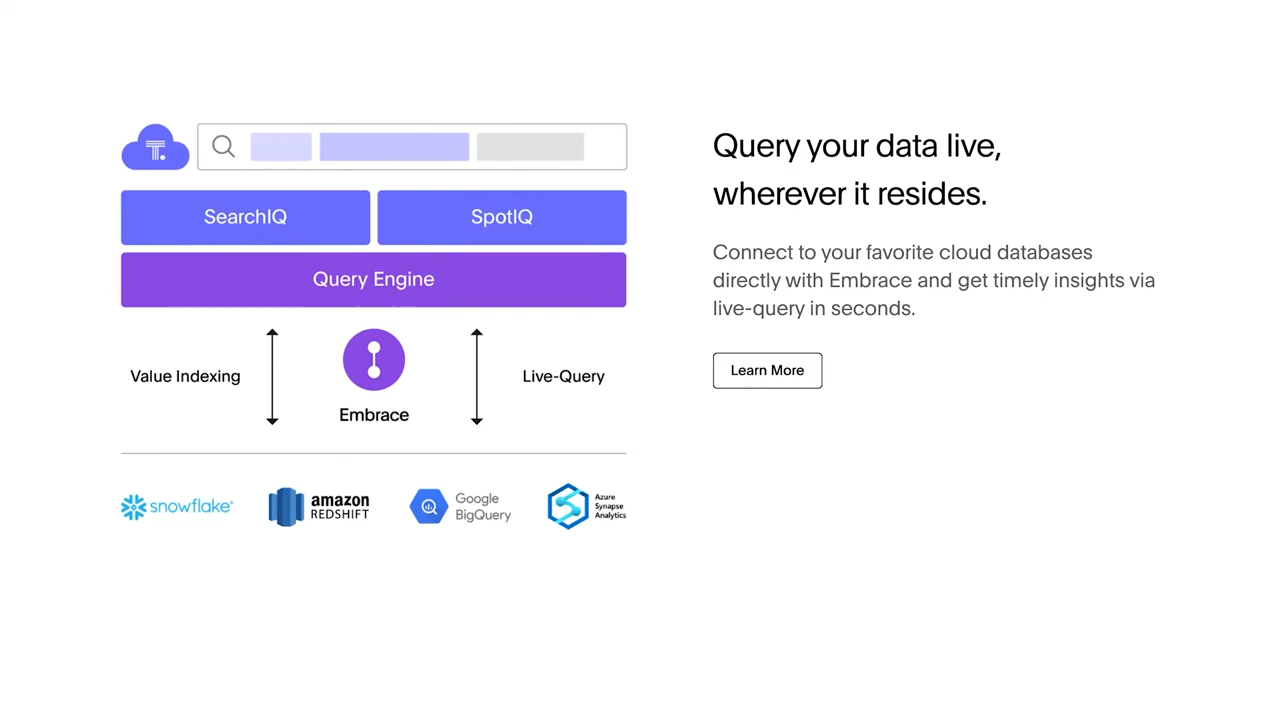 T.
SearchIQ
SpotIQ
Query Engine
Value Indexing
Embrace
Live-Query
snowflake®
amazon
REDSHIFT
Google
BigQuery
Azure
Synapse
Analytics
Query your data live,
wherever it resides.
Connect to your favorite cloud databases
directly with Embrace and get timely insights via
live-query in seconds.
Learn More